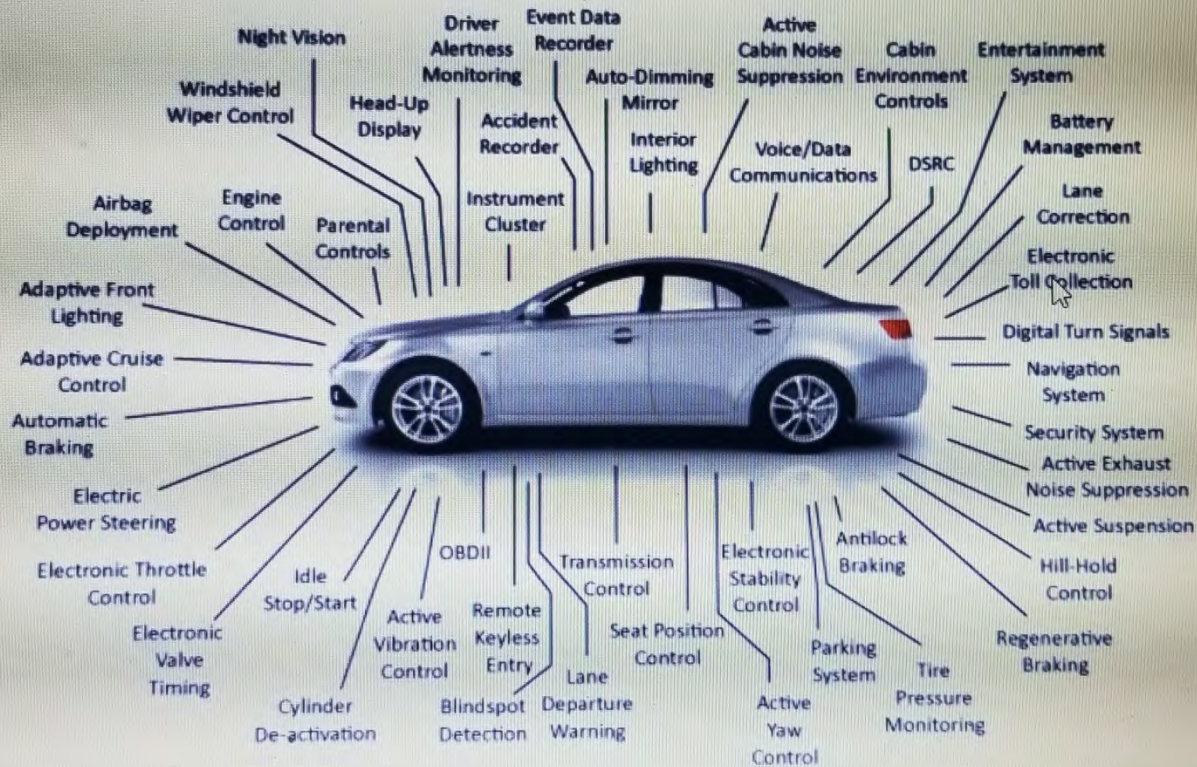 Night Vision
Driver
Alertness
Monitoring
Event Data
Recorder
Active
Cabin Noise
Suppression
Cabin
Environment
Controls
Entertainment
System
Windshield
Wiper Control
Head-Up
Display
Accident
Recorder
Auto-Dimming
Mirror
Interior
Lighting
Voice/Data
Communications
DSRC
Battery
Management
Airbag
Deployment
Engine
Control
Parental
Controls
Instrument
Cluster
Lane
Correction
Electronic
Toll Collection
Adaptive Front
Lighting
Digital Turn Signals
Adaptive Cruise
Control
Navigation
System
Automatic
Braking
Security System
Electric
Power Steering
Active Exhaust
Noise Suppression
Active Suspension
Electronic Throttle
Control
Idle
Stop/Start
OBDII
Transmission
Control
Electronic
Stability
Control
Antilock
Braking
Hill-Hold
Control
Electronic
Valve
Timing
Active
Vibration
Control
Remote
Keyless
Entry
Seat Position
Control
Parking
System
Regenerative
Braking
Cylinder
De-activation
Blindspot
Detection
Lane
Departure
Warning
Active
Yaw
Control
Tire
Pressure
Monitoring